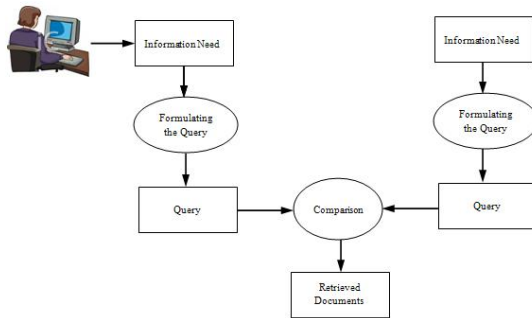 Information Need
Information Need
Formulating
the Query
Formulating
the Query
Query
Comparison
Query
Retrieved
Documents